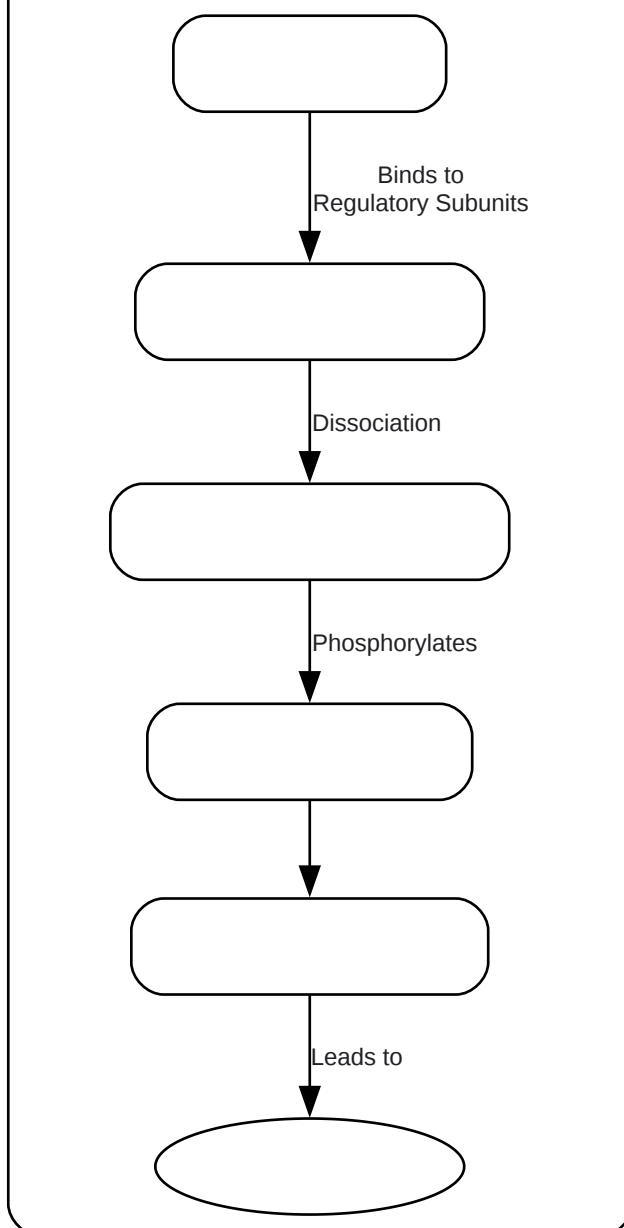 Binds to
Regulatory Subunits
Dissociation
Phosphorylates
Leads to